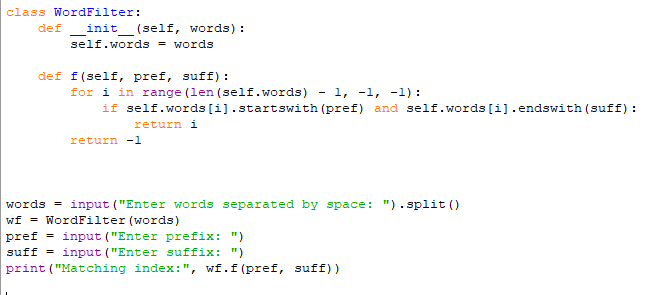 class WordFilter:
    def __init__(self, words):
        self.words = words

    def f(self, pref, suff):
        for i in range(len(self.words) - 1, -1, -1):
            if self.words[i].startswith(pref) and self.words[i].endswith(suff):
                return i
        return -1



words = input("Enter words separated by space: ").split()
wf = WordFilter(words)
pref = input("Enter prefix: ")
suff = input("Enter suffix: ")
print("Matching index:", wf.f(pref, suff))